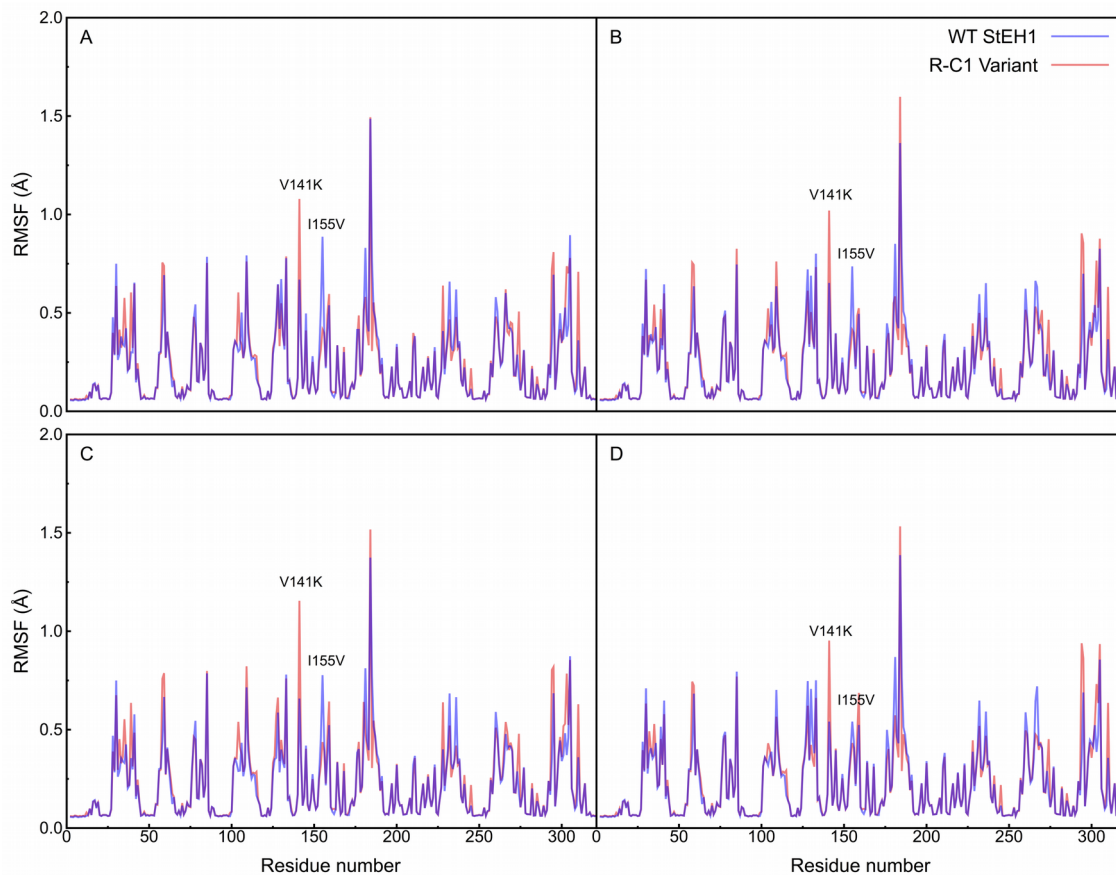 A
B
WT StEH1
R-C1 Variant
2.0
1.5
1.0
0.5
0.0
RMSF (Å)
V141K
I155V
V141K
I155V
C
D
2.0
1.5
1.0
0.5
0.0
RMSF (Å)
V141K
I155V
V141K
I155V
0 50 100 150 200 250 300 0 50 100 150 200 250 300
Residue number Residue number